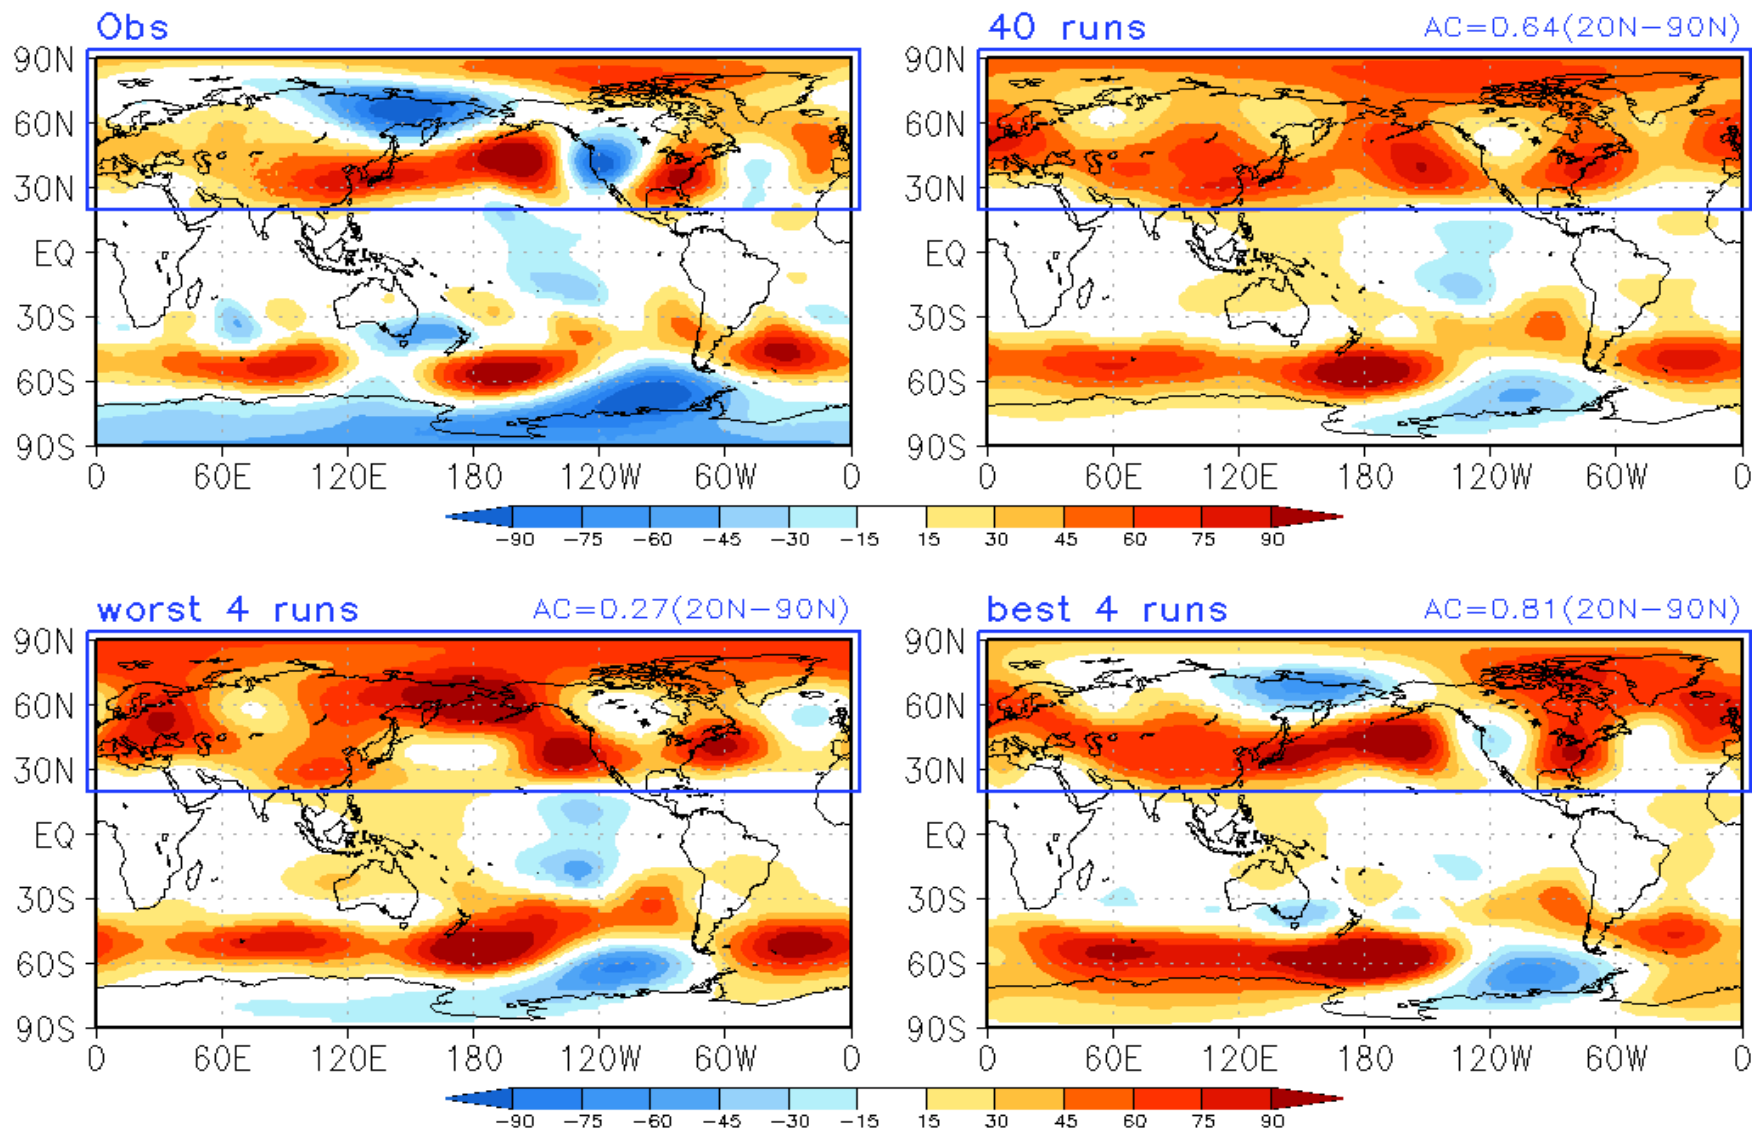 Obs
40 runs AC=0.64(20N−90N)
90N 90N
60N 60N
30N 30N
EQ EQ
30S 30S
60S 60S
90S 90S
0 60E 120E 180 120W 60W 0 0 60E 120E 180 120W 60W 0
−90 −75 −60 −45 −30 −15 15 30 45 60 75 90
worst 4 runs AC=0.27(20N−90N)
best 4 runs AC=0.81(20N−90N)
90N 90N
60N 60N
30N 30N
EQ EQ
30S 30S
60S 60S
90S 90S
0 60E 120E 180 120W 60W 0 0 60E 120E 180 120W 60W 0
−90 −75 −60 −45 −30 −15 15 30 45 60 75 90